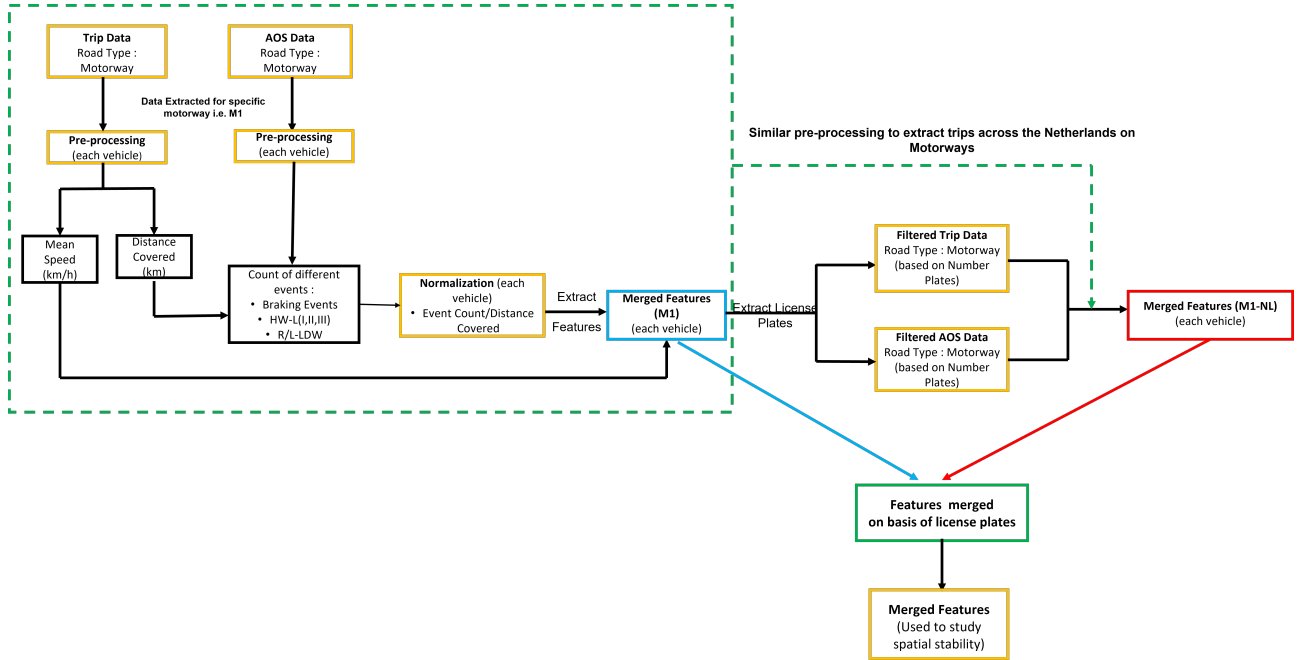 Trip Data
Road Type :
Motorway
AOS Data
Road Type :
Motorway
Data Extracted for specific
motorway i.e. M1
Pre-processing
(each vehicle)
Pre-processing
(each vehicle)
Similar pre-processing to extract trips across the Netherlands on
Motorways
Mean
Speed
(km/h)
Distance
Covered
(km)
Count of different
events :
• Braking Events
• HW-L(I,II,III)
• R/L-LDW
Normalization (each
vehicle)
• Event Count/Distance
Covered
Extract
Features
Merged Features
(M1)
(each vehicle)
Extract License
Plates
Filtered Trip Data
Road Type : Motorway
(based on Number
Plates)
Filtered AOS Data
Road Type : Motorway
(based on Number
Plates)
Merged Features (M1-NL)
(each vehicle)
Features merged
on basis of license plates
Merged Features
(Used to study
spatial stability)